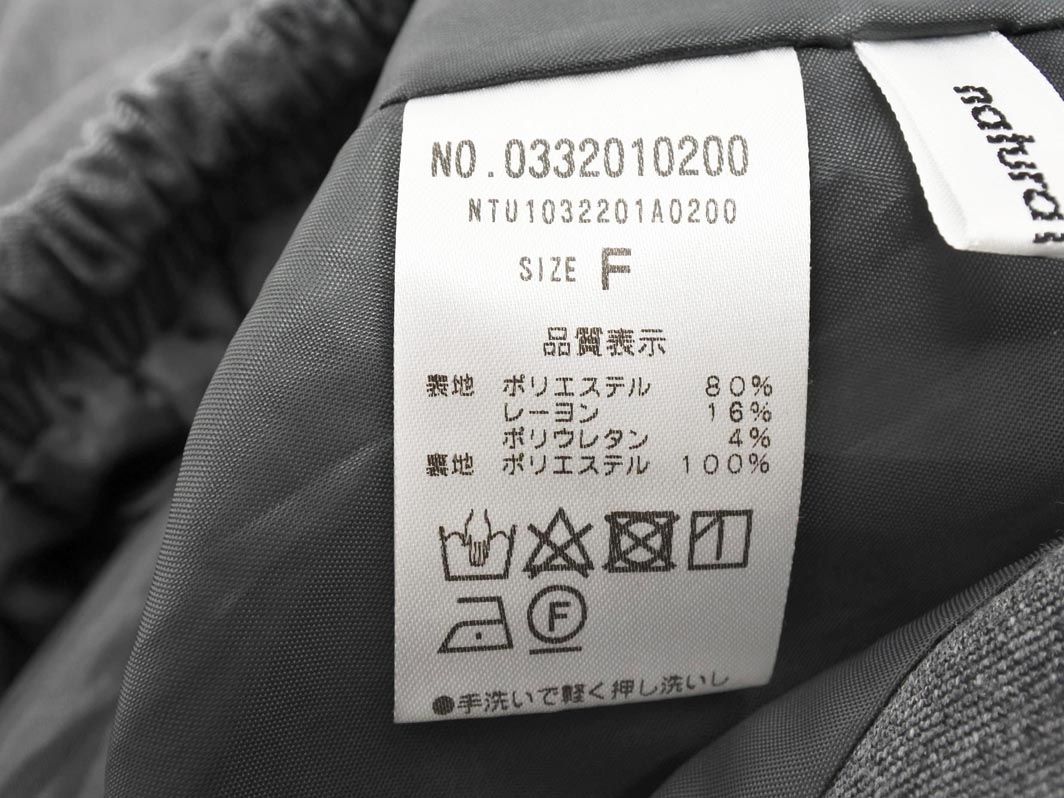 NO.0332010200
NTU1032201A0200
SIZE F
品質表示
表地 ポリエステル 80%
レーヨン 16%
ポリウレタン 4%
裏地 ポリエステル 100%
F
●手洗いで軽く押し洗いし
natural